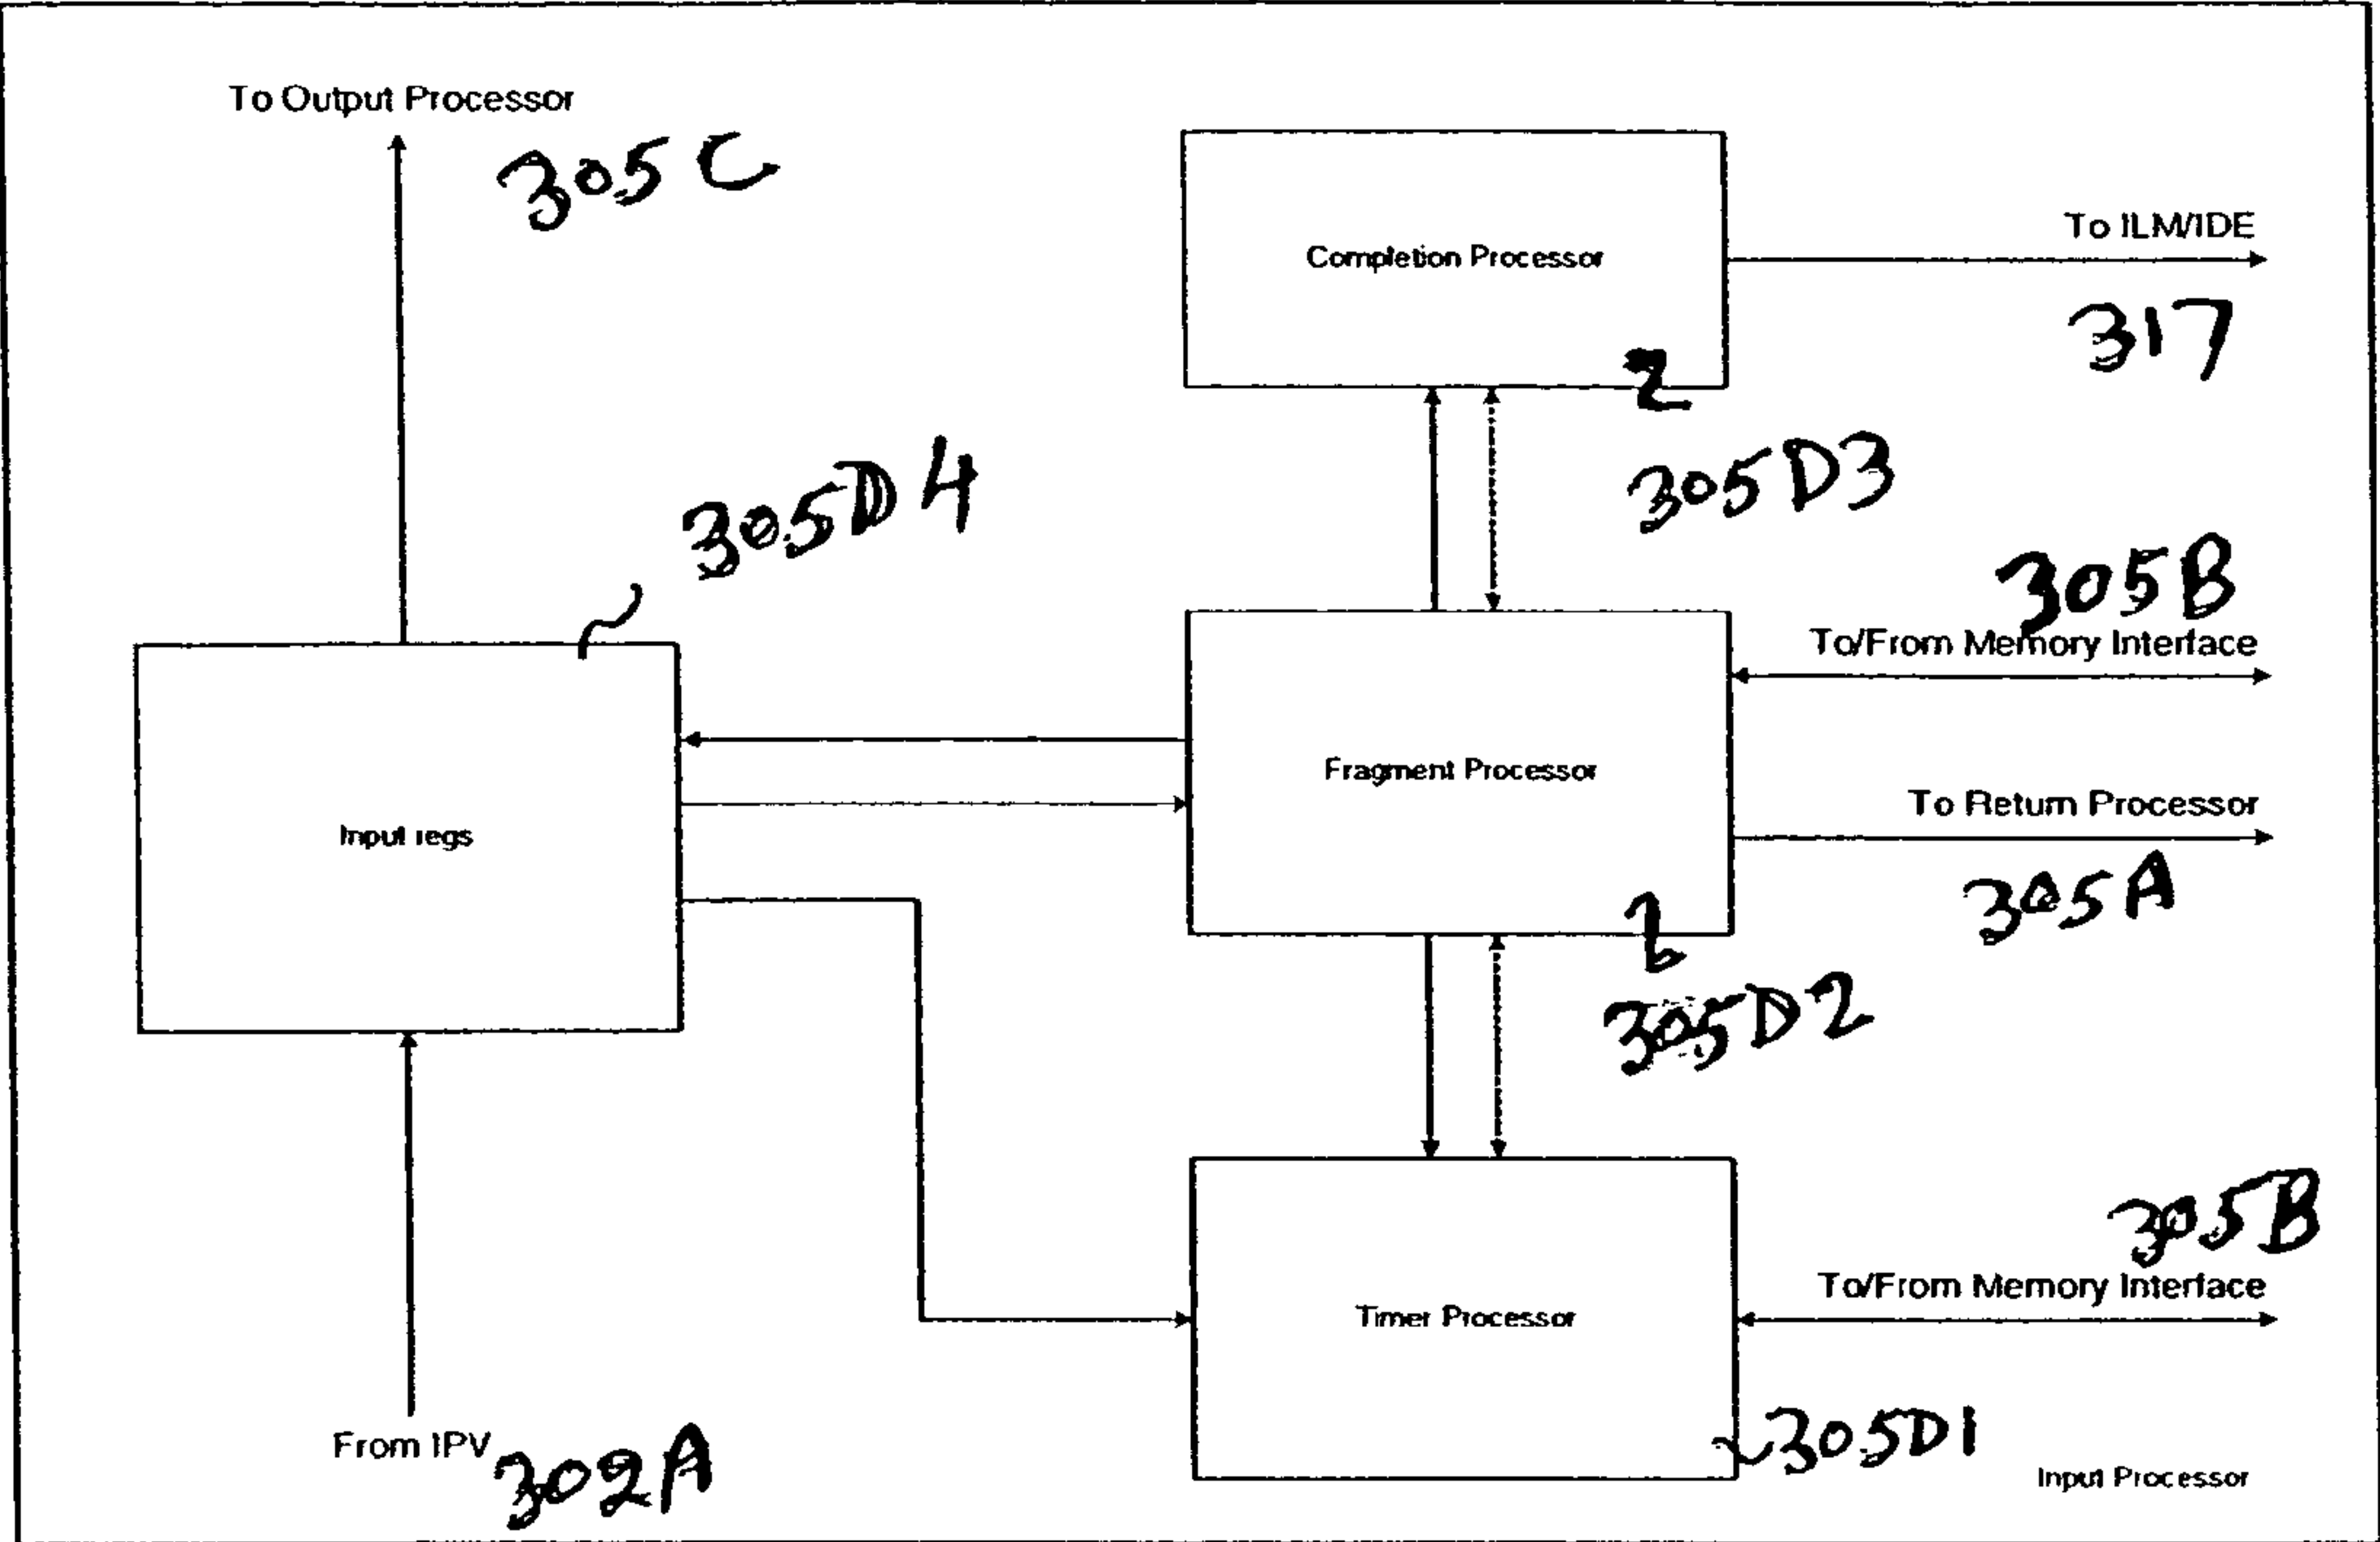 To Output Processor
305C
Completion Processor
To ILM/IDE
317
305D3
305D4
305B
To/From Memory Interface
Input regs
Fragment Processor
To Return Processor
305A
305D2
305B
To/From Memory Interface
Timer Processor
305D1
From IPV
302A
Input Processor